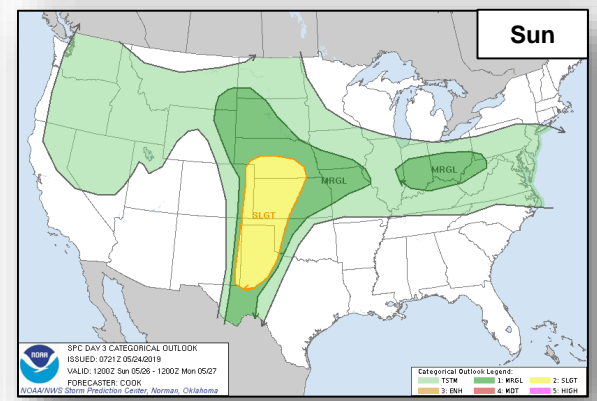 Sun
MRGL
MRGL
SLGT
SPC DAY 3 CATEGORICAL OUTLOOK
ISSUED: 0721Z 05/24/2019
VALID: 1200Z Sun 05/26 - 1200Z Mon 05/27
FORECASTER: COOK
NOAA/NWS Storm Prediction Center, Norman, Oklahoma
NOAA
Categorical Outlook Legend:
TSTM 1: MRGL 2: SLGT
3: ENH 4: MDT 5: HIGH